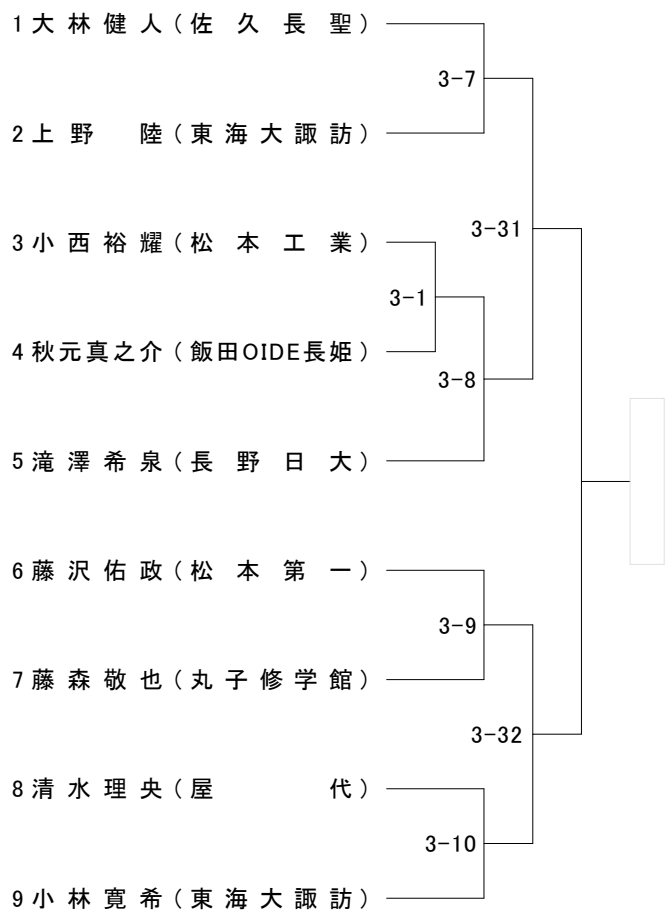 1 大林健人(佐久長聖)
3-7
2 上野 陸(東海大諏訪)
3-31
3 小西裕耀(松本工業)
3-1
4 秋元真之介(飯田OIDE長姫)
3-8
5 滝澤希泉(長野日大)
6 藤沢佑政(松本第一)
3-9
7 藤森敬也(丸子修学館)
3-32
8 清水理央(屋代)
3-10
9 小林寛希(東海大諏訪)